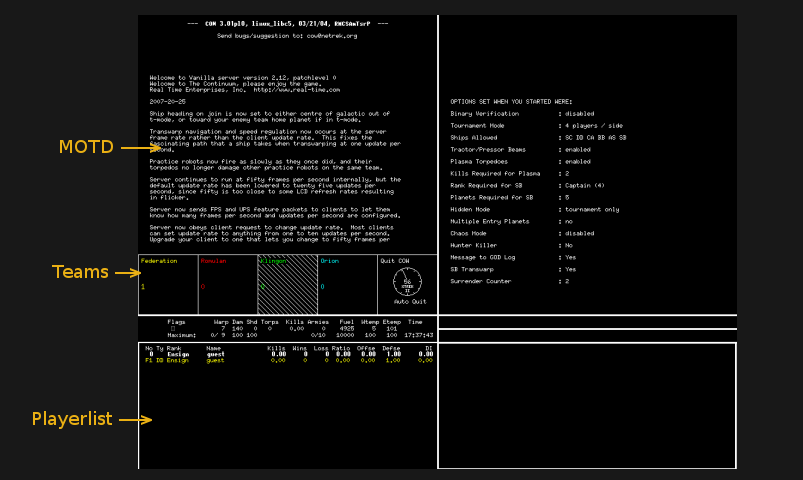 --- COW 3.01pl0, linux_libc5, 03/21/04, RWCSAmTsrP ---
Send bugs/suggestion to: cow@netrek.org
Welcome to Vanilla server version 2.12, patchlevel 0
Welcome to The Continuum, please enjoy the game.
Real Time Enterprises, Inc. http://www.real-time.com
2007-20-25
Ship heading on join is now set to either centre of galactic out of
t-mode, or toward your enemy team home planet if in t-mode.
MOTD
Transwarp navigation and speed regulation now occurs at the server
frame rate rather than the client update rate. This fixes the
fascinating path that a ship takes when transwarping at one update per
Practice robots now fire as slowly as they once did, and their
torpedos no longer damage other practice robots on the same team.
Server continues to run at fifty frames per second internally, but the
default update rate has been lowered to twenty five updates per
second, since fifty is too close to some LCD refresh rates resulting
in flicker.
Server now sends FPS and UPS feature packets to clients to let them
know how many frames per second and updates per second are configured.
Server now obeys client request to change update rate. Most clients
can set update rate to anything from one to ten updates per second.
Upgrade your client to one that lets you change to fifty frames per
OPTIONS SET WHEN YOU STARTED WERE:
Binary Verification : disabled
Tournament Mode : 4 players / side
Ships Allowed : SC DD CA BB AS SB
Tractor/Pressor Beams : enabled
Plasma Torpedoes : enabled
Kills Required for Plasma : 2
Rank Required for SB : Captain (4)
Planets Required for SB : 5
Hidden Mode : tournament only
Multiple Entry Planets : no
Chaos Mode : disabled
Hunter Killer : No
Message to GOD Log : Yes
SB Transwarp : Yes
Surrender Counter : 2
Teams
Federation Romulan Klingon Orion Quit COW
1 0 0 0
Auto Quit
Flags Warp Dam Shd Torps Kills Armies Fuel Wtemp Etemp Time
7 140 0 0 0.00 0 4925 5 101
Maximum: 0/ 9 100 100 0/10 10000 100 100 17:37:43
No Ty Rank Name Kills Wins Loss Ratio Offse Defse DI
0 Ensign guest 0.00 0 0 0.00 0.00 1.00 0.00
F1 DD Ensign guest 0.00 0 0 0.00 0.00 1.00 0.00
Playerlist